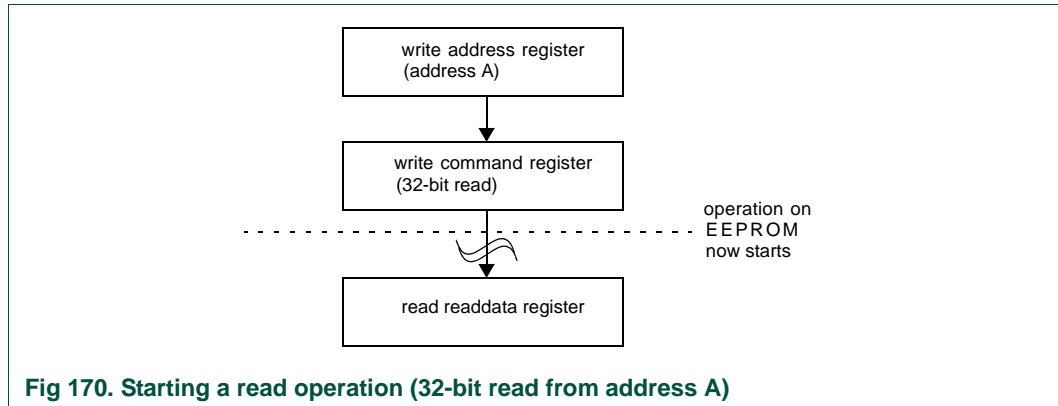 write address register
(address A)
write command register
(32-bit read)
operation on
EEPROM
now starts
read readdata register
Fig 170. Starting a read operation (32-bit read from address A)